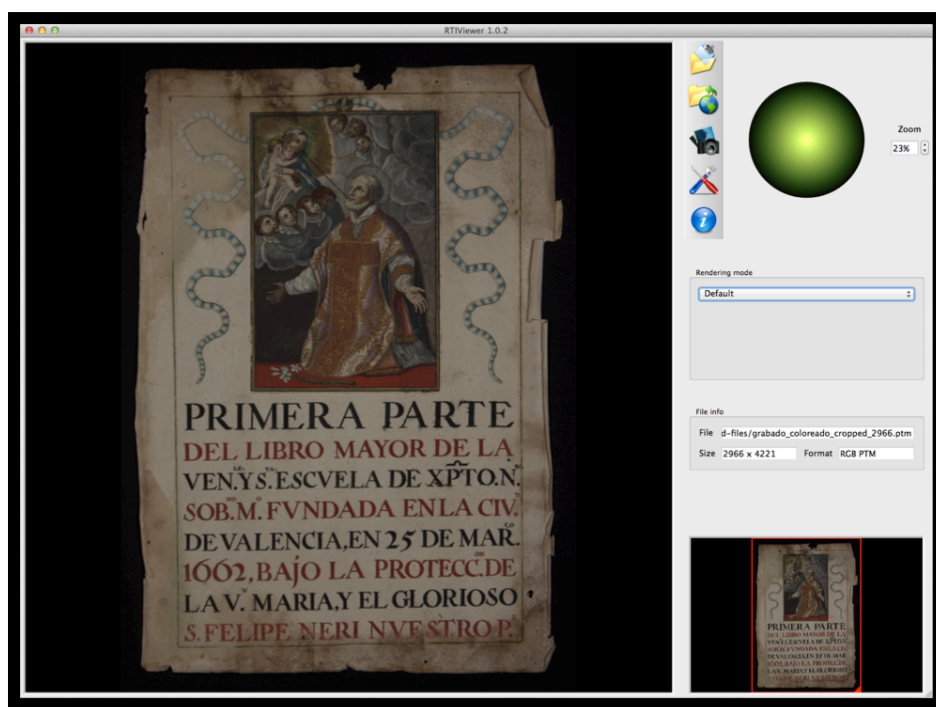 RTIViewer 1.0.2
PRIMERA PARTE
DEL LIBRO MAYOR DE LA
VEN.Y S. ESCVELA DE XPTO.N.
SOB. M. FVNDADA EN LA CIV.
DE VALENCIA, EN 25 DE MAR.
1662, BAJO LA PROTECC. DE
LA V. MARIA, Y EL GLORIOSO
S. FELIPE NERI NVESTRO P.
Zoom
23%
Rendering mode
Default
File info
File d-files/grabado_coloreado_cropped_2966.ptm
Size 2966 x 4221 Format RGB PTM